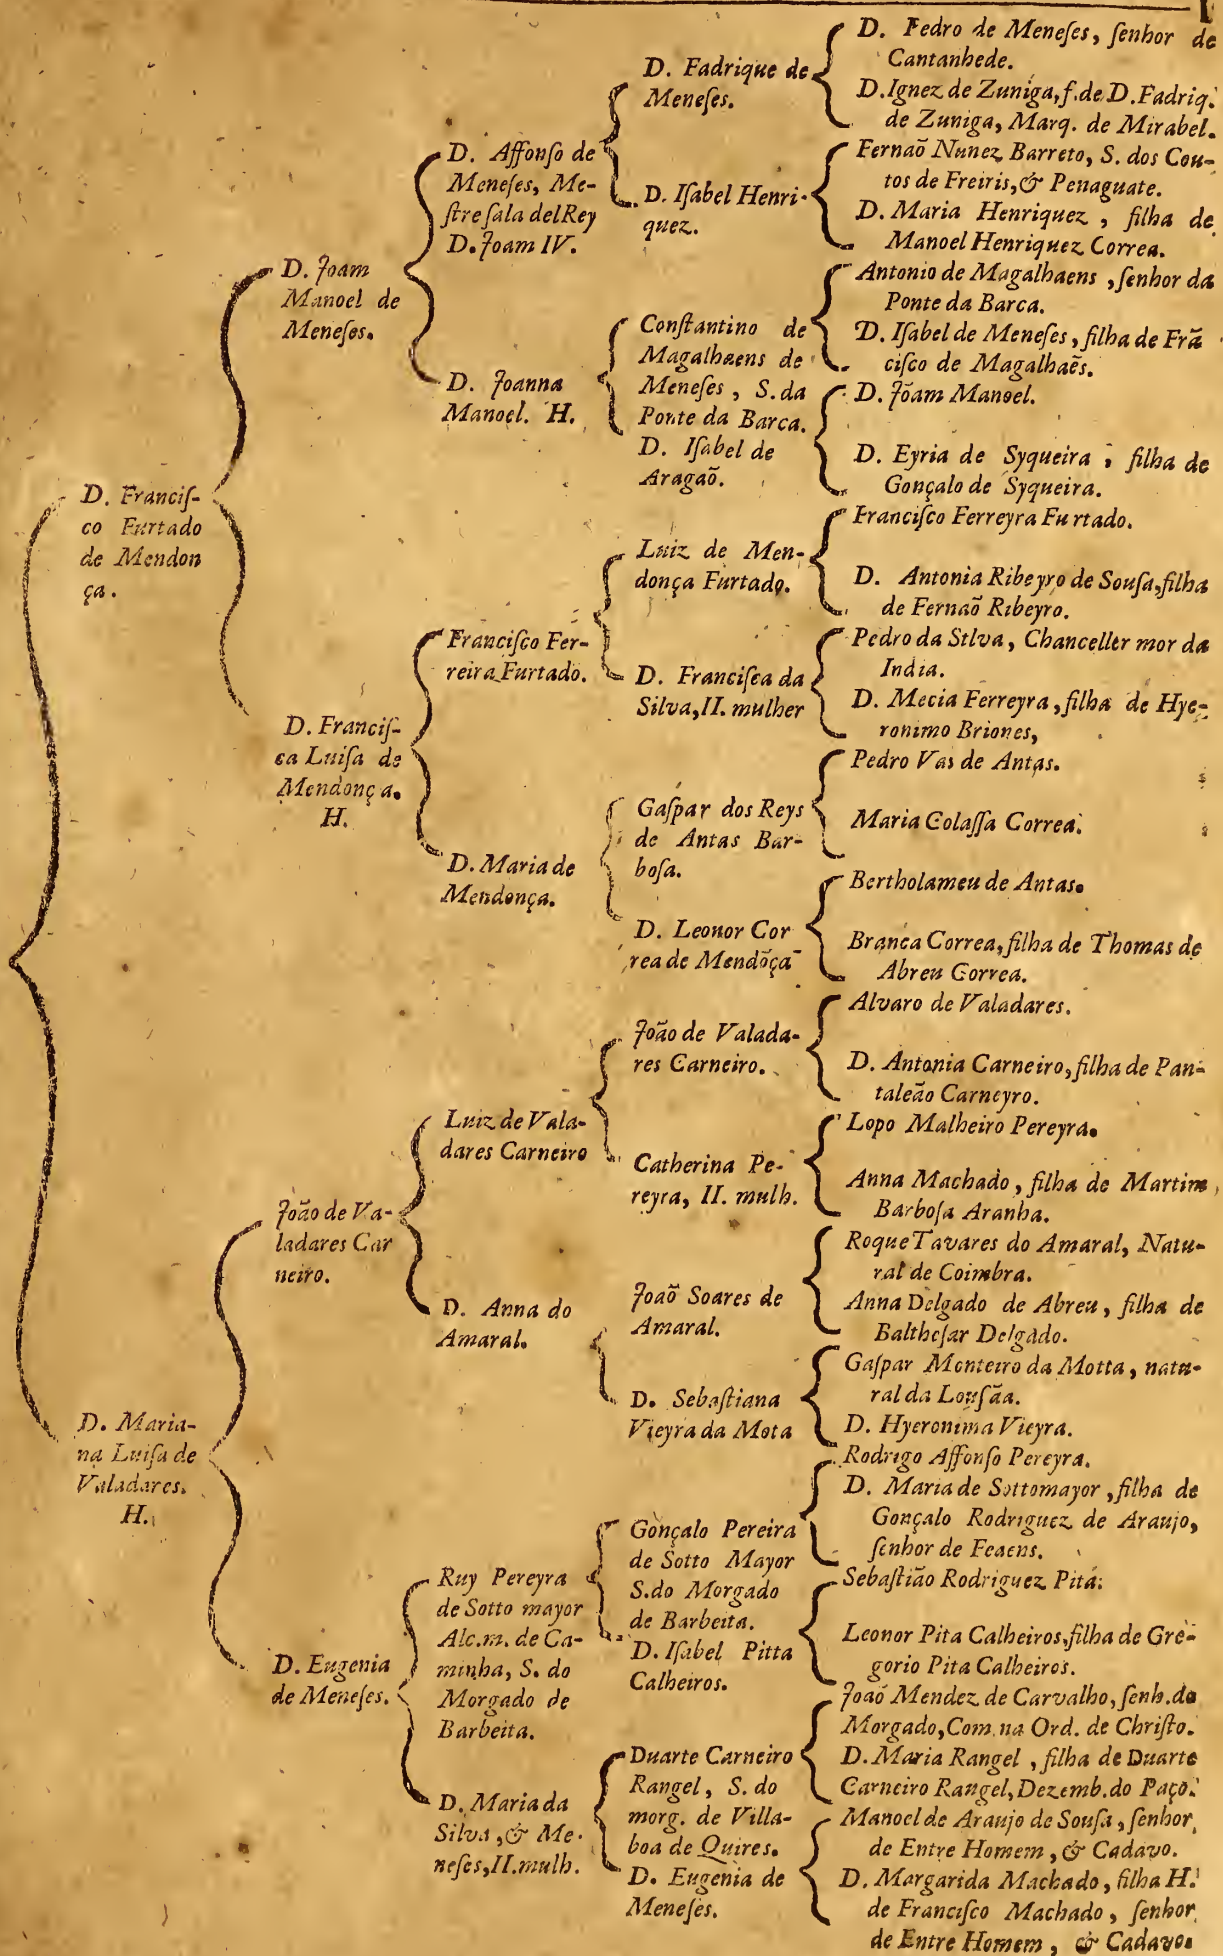 D. Francis-
co Furtado
de Mendon
ça.
D. Maria-
na Luiſa de
Valadares.
H.
D. Joam
Manoel de
Meneſes.
D. Franciſ-
ca Luiſa de
Mendonça.
H.
João de Va-
ladares Car
neiro.
D. Eugenia
de Meneſes.
D. Affonſo de
Meneſes, Me-
ſtre ſala delRey
D. Joam IV.
D. Joanna
Manoel. H.
Franciſco Fer-
reira Furtado.
D. Maria de
Mendonça.
Luiz de Vala-
dares Carneiro
D. Anna do
Amaral.
Ruy Pereyra
de Sotto mayor
Alc.m. de Ca-
minha, S. do
Morgado de
Barbeita.
D. Maria da
Silva, & Me-
neſes, II. mulh.
D. Fadrique de
Meneſes.
D. Iſabel Henri-
quez.
Conſtantino de
Magalhaens de
Meneſes, S. da
Ponte da Barca.
D. Iſabel de
Aragaõ.
Luiz de Men-
donça Furtado.
D. Franciſca da
Silva, II. mulher
Gaſpar dos Reys
de Antas Bar-
boſa.
D. Leonor Cor
rea de Mendõça
João de Valada-
res Carneiro.
Catherina Pe-
reyra, II. mulh.
Joaõ Soares de
Amaral.
D. Sebaſtiana
Vieyra da Mota
Gonçalo Pereira
de Sotto Mayor
S. do Morgado
de Barbeita.
D. Iſabel Pitta
Calheiros.
Duarte Carneiro
Rangel, S. do
morg. de Villa-
boa de Quires.
D. Eugenia de
Meneſes.
D. Pedro de Meneſes, ſenhor de
Cantanhede.
D. Ignez de Zuniga, f. de D. Fadriq.
de Zuniga, Marq. de Mirabel.
Fernaõ Nunez Barreto, S. dos Cou-
tos de Freiris, & Penaguate.
D. Maria Henriquez, filha de
Manoel Henriquez Correa.
Antonio de Magalhaens, ſenhor da
Ponte da Barca.
D. Iſabel de Meneſes, filha de Frã
ciſco de Magalhaẽs.
D. Jõam Manoel.
D. Eyria de Syqueira, filha de
Gonçalo de Syqueira.
Franciſco Ferreyra Furtado.
D. Antonia Ribeyro de Souſa, filha
de Fernaõ Ribeyro.
Pedro da Silva, Chanceller mor da
India.
D. Mecia Ferreyra, filha de Hye-
ronimo Briones,
Pedro Vas de Antas.
Maria Colaſſa Correa.
Bertholameu de Antas.
Branca Correa, filha de Thomas de
Abreu Correa.
Alvaro de Valadares.
D. Antonia Carneiro, filha de Pan-
taleão Carneyro.
Lopo Malheiro Pereyra.
Anna Machado, filha de Martim
Barboſa Aranha.
Roque Tavares do Amaral, Natu-
ral de Coimbra.
Anna Delgado de Abreu, filha de
Baltheſar Delgado.
Gaſpar Monteiro da Motta, natu-
ral da Louſãa.
D. Hyeronima Vieyra.
Rodrigo Affonſo Pereyra.
D. Maria de Sottomayor, filha de
Gonçalo Rodriguez de Araujo,
ſenhor de Feaens.
Sebaſtião Rodriguez Pita.
Leonor Pita Calheiros, filha de Gre-
gorio Pita Calheiros.
Joaõ Mendez de Carvalho, ſenh. do
Morgado, Com. na Ord. de Chriſto.
D. Maria Rangel, filha de Duarte
Carneiro Rangel, Dezemb. do Paço.
Manoel de Araujo de Souſa, ſenhor
de Entre Homem, & Cadavo.
D. Margarida Machado, filha H.
de Franciſco Machado, ſenhor
de Entre Homem, & Cadavo.